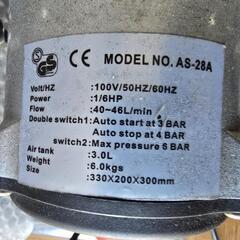 CE MODEL NO. AS-28A
Volt/HZ :100V/50HZ/60HZ
Power :1/6HP
Flow :40~46L/min
Double switch1:Auto start at 3 BAR
Auto stop at 4 BAR
switch2:Max pressure 6 BAR
Air tank :3.0L
Weight :6.0kgs
Size :330X200X300mm